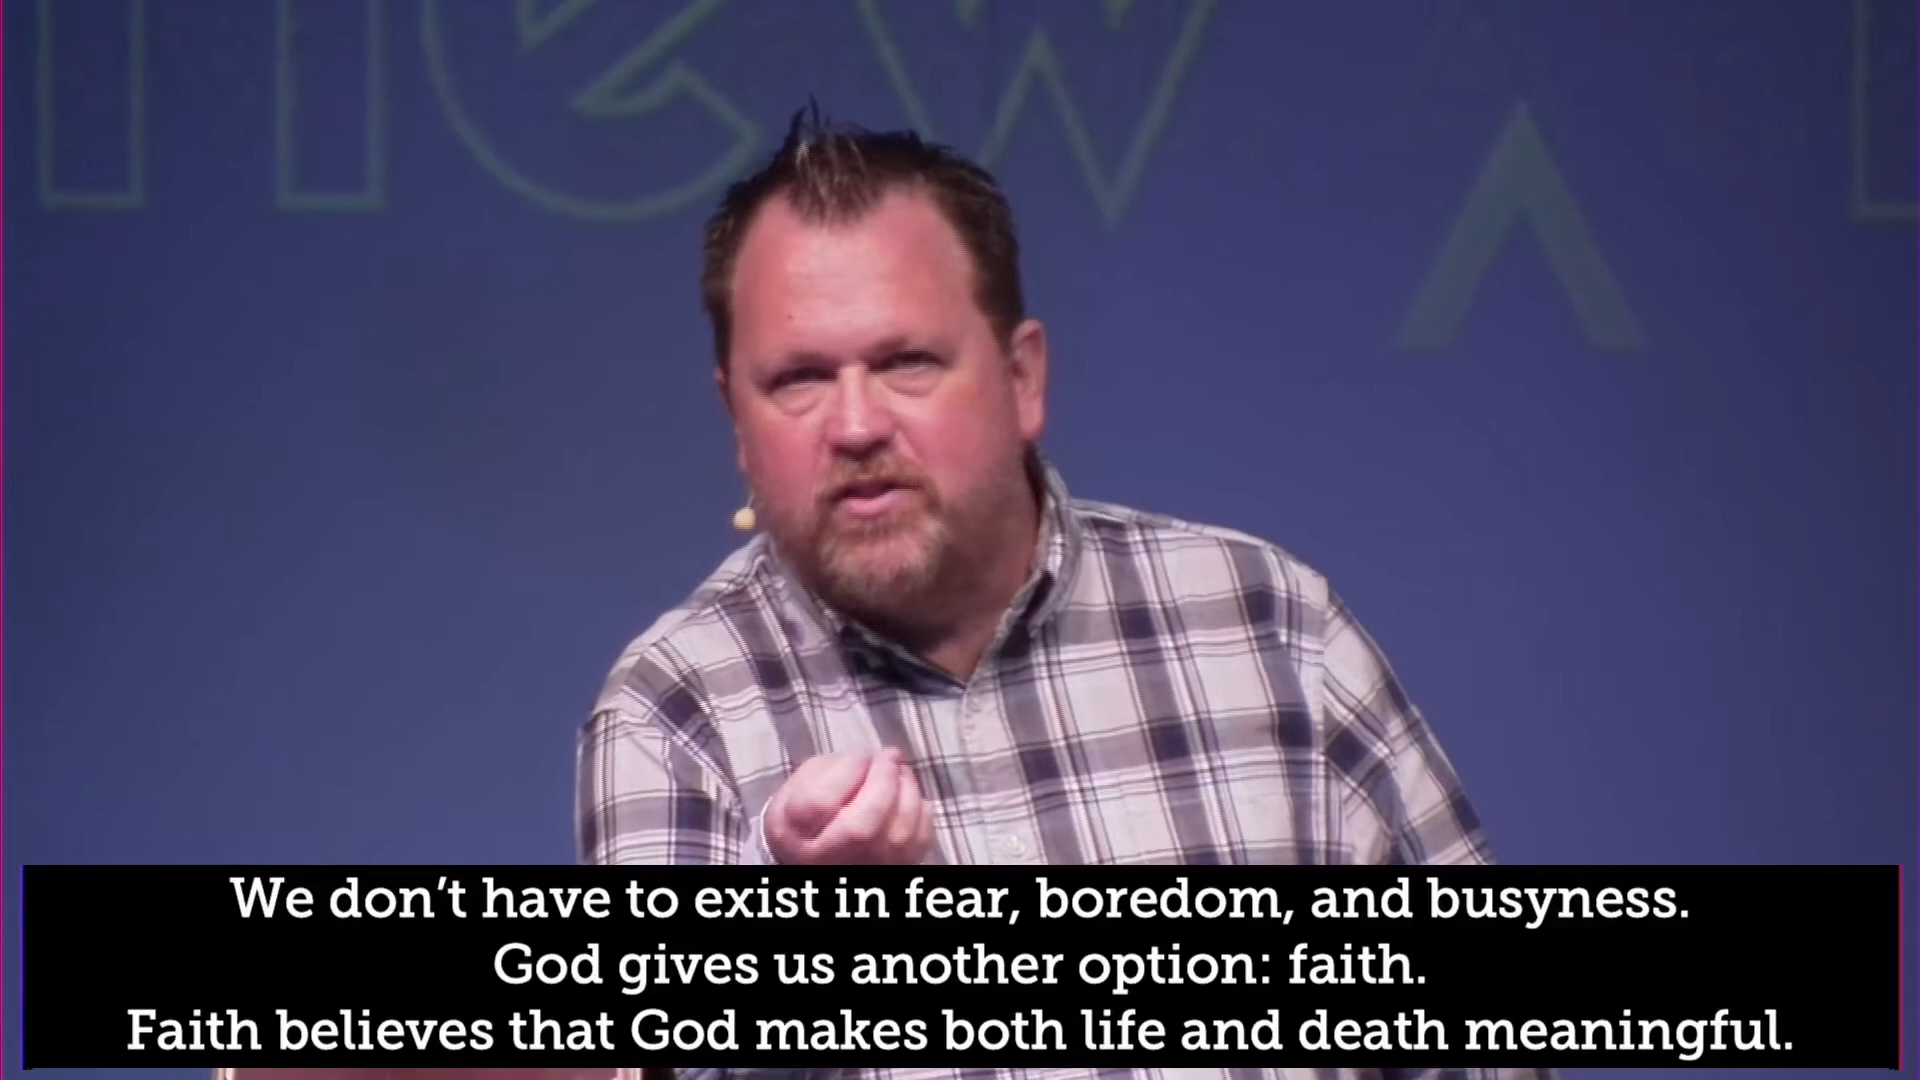 new
We don’t have to exist in fear, boredom, and busyness.
God gives us another option: faith.
Faith believes that God makes both life and death meaningful.